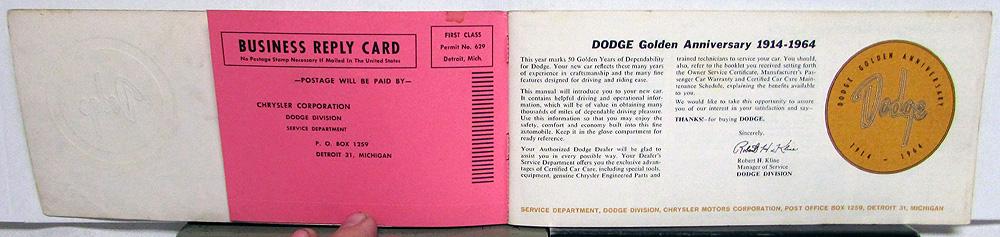 BUSINESS REPLY CARD
No Postage Stamp Necessary If Mailed In The United States
FIRST CLASS
Permit No. 629
Detroit, Mich.
—POSTAGE WILL BE PAID BY—
CHRYSLER CORPORATION
DODGE DIVISION
SERVICE DEPARTMENT
P. O. BOX 1259
DETROIT 31, MICHIGAN
DODGE Golden Anniversary 1914-1964
This year marks 50 Golden Years of Dependability
for Dodge. Your new car reflects these many years
of experience in craftsmanship and the many fine
features designed for driving and riding ease.
This manual will introduce you to your new car.
It contains helpful driving and operational infor-
mation, which will be of value in obtaining many
thousands of miles of dependable driving pleasure.
Use this information so that you may enjoy the
safety, comfort and economy built into this fine
automobile. Keep it in the glove compartment for
ready reference.
Your Authorized Dodge Dealer will be glad to
assist you in every possible way. Your Dealer's
Service Department offers you the exclusive advan-
tages of Certified Car Care, including special tools,
equipment, genuine Chrysler Engineered Parts and
trained technicians to service your car. You should,
also, refer to the booklet you received setting forth
the Owner Service Certificate, Manufacturer's Pas-
senger Car Warranty and Certified Car Care Main-
tenance Schedule, explaining the benefits available
to you.
We would like to take this opportunity to assure
you of our interest in your satisfaction and say—
THANKS!—for buying DODGE.
Sincerely,
Robert H. Kline
Robert H. Kline
Manager of Service
DODGE DIVISION
DODGE GOLDEN ANNIVERSARY
Dodge
1914 - 1964
SERVICE DEPARTMENT, DODGE DIVISION, CHRYSLER MOTORS CORPORATION, POST OFFICE BOX 1259, DETROIT 31, MICHIGAN